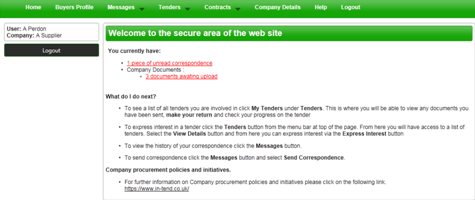 Home Buyers Profile Messages Tenders Contracts Company Details Help Logout
User: A Perdon
Company: A Supplier
Logout
Welcome to the secure area of the web site
You currently have:
1 piece of unread correspondence
Company Documents :
3 documents awating upload
What do I do next?
To see a list of all tenders you are involved in click My Tenders under Tenders. This is where you will be able to view any documents you
have been sent, make your return and check your progress on the tender
To express interest in a tender click the Tenders button from the menu bar at top of the page. From here you will have access to a list of
tenders. Select the View Details button and from here you can express interest via the Express Interest button
To view the history of your correspondence click the Messages button.
To send correspondence click the Messages button and select Send Correspondence.
Company procurement policies and initiatives.
For further information on Company procurement policies and initiatives please click on the following link.
https://www.in-tend.co.uk/